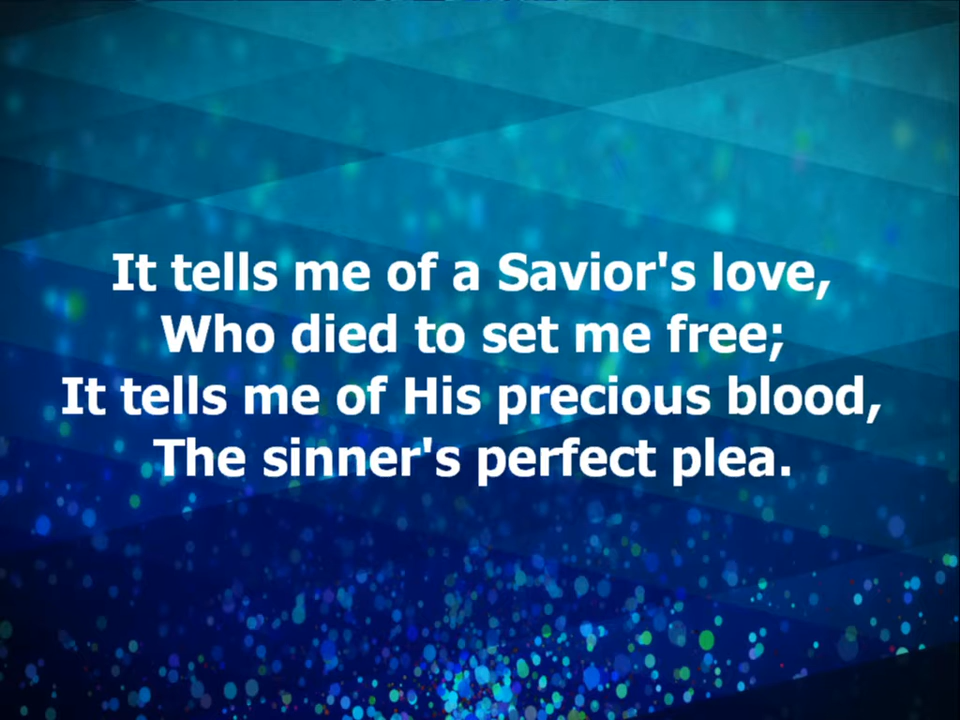 It tells me of a Savior's love,
Who died to set me free;
It tells me of His precious blood,
The sinner's perfect plea.